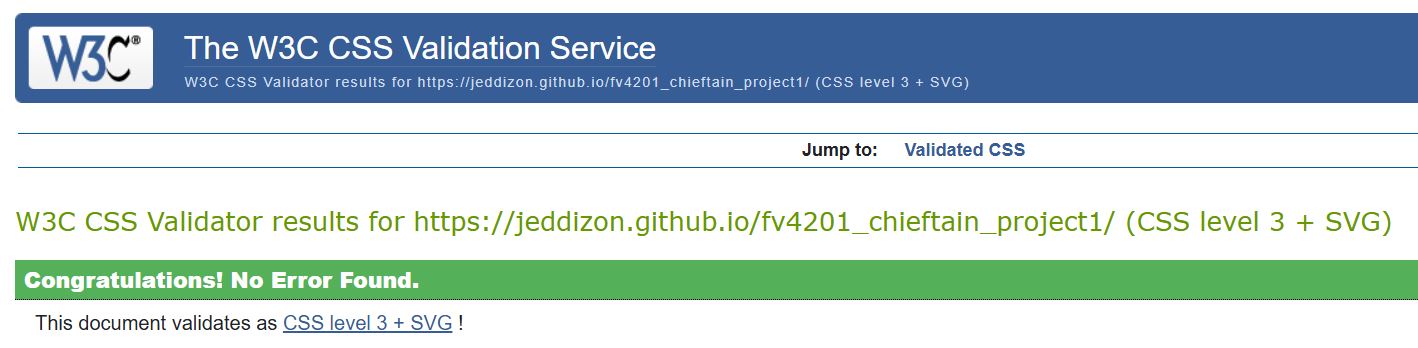 W3C®
The W3C CSS Validation Service
W3C CSS Validator results for https://jeddizon.github.io/fv4201_chieftain_project1/ (CSS level 3 + SVG)
Jump to: Validated CSS
W3C CSS Validator results for https://jeddizon.github.io/fv4201_chieftain_project1/ (CSS level 3 + SVG)
Congratulations! No Error Found.
This document validates as CSS level 3 + SVG !